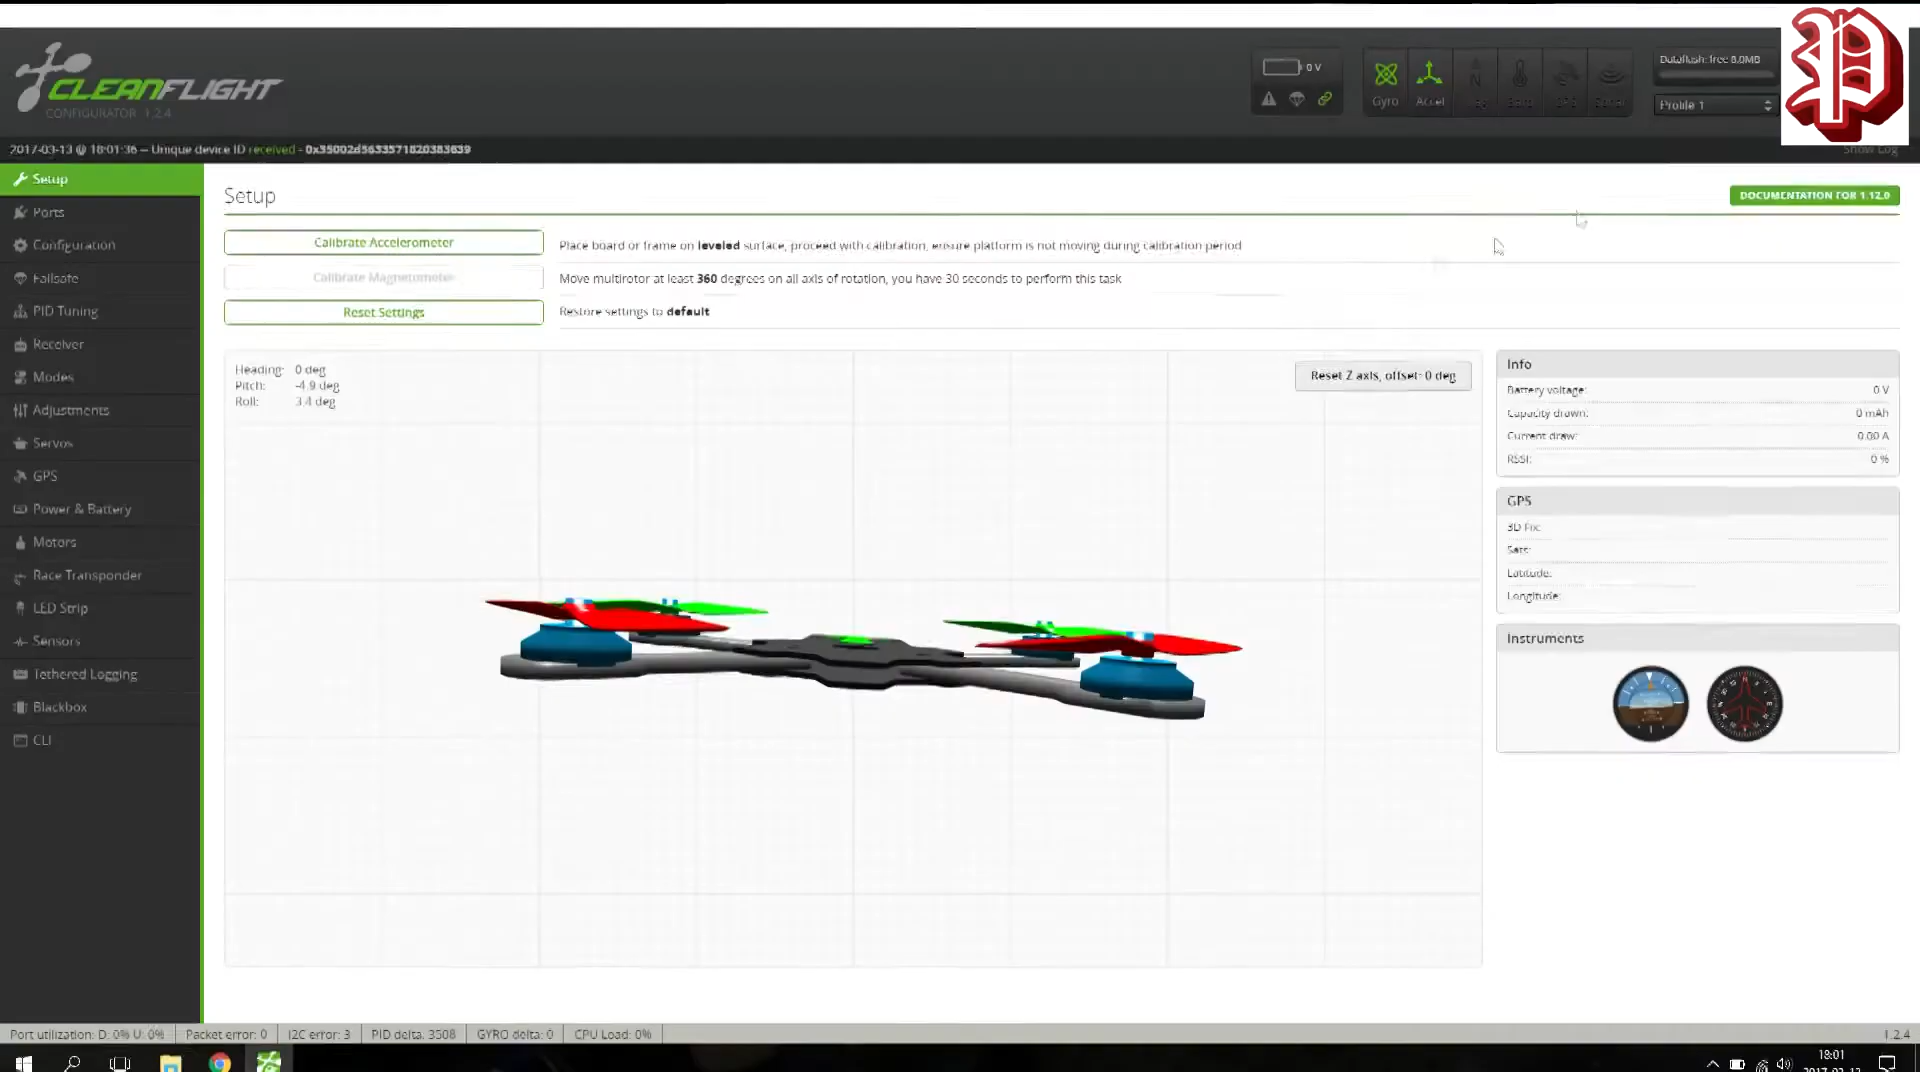 CLEANFLIGHT
CONFIGURATOR 1.2.4
0 V
Gyro
Accel
Dataflash: free 8.0MB
Profile 1
P
2017-03-13 @ 18:01:36 -- Unique device ID received - 0x35002d5633571820383639
Show Log
Setup
Ports
Configuration
Failsafe
PID Tuning
Receiver
Modes
Adjustments
Servos
GPS
Power & Battery
Motors
Race Transponder
LED Strip
Sensors
Tethered Logging
Blackbox
CLI
Setup
DOCUMENTATION FOR 1.12.0
Calibrate Accelerometer
Place board or frame on leveled surface, proceed with calibration, ensure platform is not moving during calibration period
Calibrate Magnetometer
Move multirotor at least 360 degrees on all axis of rotation, you have 30 seconds to perform this task
Reset Settings
Restore settings to default
Heading: 0 deg
Pitch: -4.9 deg
Roll: 3.4 deg
Reset Z axis, offset: 0 deg
Info
Battery voltage: 0 V
Capacity drawn: 0 mAh
Current draw: 0.00 A
RSSI: 0 %
GPS
3D Fix:
Sats:
Latitude:
Longitude:
Instruments
Port utilization: D: 0% U: 0%
Packet error: 0
I2C error: 3
PID delta: 3508
GYRO delta: 0
CPU Load: 0%
1.2.4
18:01